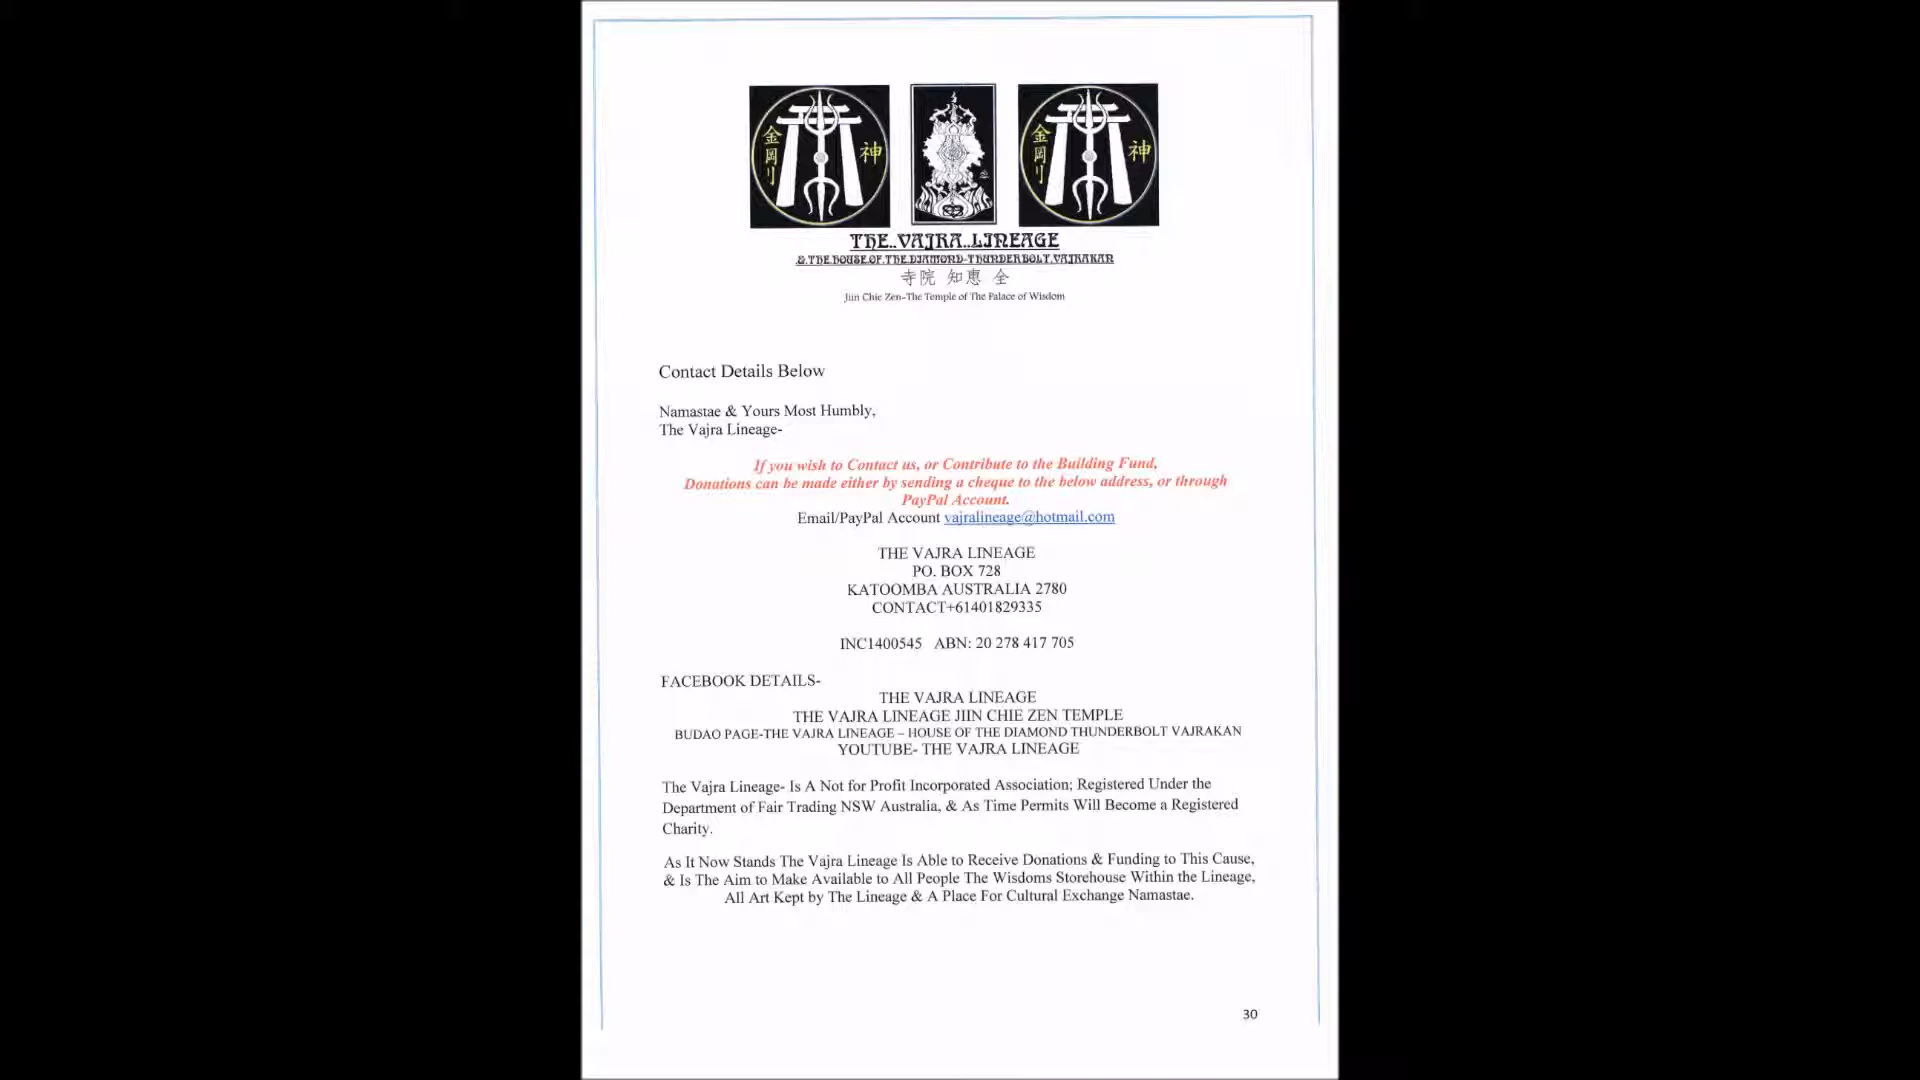 金剛 神
金剛 神
THE..VAJRA..LINEAGE
&.THE.HOUSE.OF.THE.DIAMOND-THUNDERBOLT.VAJRAKAN
寺院 知恵 全
Jiin Chie Zen-The Temple of The Palace of Wisdom
Contact Details Below
Namastae & Yours Most Humbly,
The Vajra Lineage-
If you wish to Contact us, or Contribute to the Building Fund,
Donations can be made either by sending a cheque to the below address, or through
PayPal Account.
Email/PayPal Account vajralineage@hotmail.com
THE VAJRA LINEAGE
PO. BOX 728
KATOOMBA AUSTRALIA 2780
CONTACT+61401829335
INC1400545 ABN: 20 278 417 705
FACEBOOK DETAILS-
THE VAJRA LINEAGE
THE VAJRA LINEAGE JIIN CHIE ZEN TEMPLE
BUDAO PAGE-THE VAJRA LINEAGE – HOUSE OF THE DIAMOND THUNDERBOLT VAJRAKAN
YOUTUBE- THE VAJRA LINEAGE
The Vajra Lineage- Is A Not for Profit Incorporated Association; Registered Under the
Department of Fair Trading NSW Australia, & As Time Permits Will Become a Registered
Charity.
As It Now Stands The Vajra Lineage Is Able to Receive Donations & Funding to This Cause,
& Is The Aim to Make Available to All People The Wisdoms Storehouse Within the Lineage,
All Art Kept by The Lineage & A Place For Cultural Exchange Namastae.
30